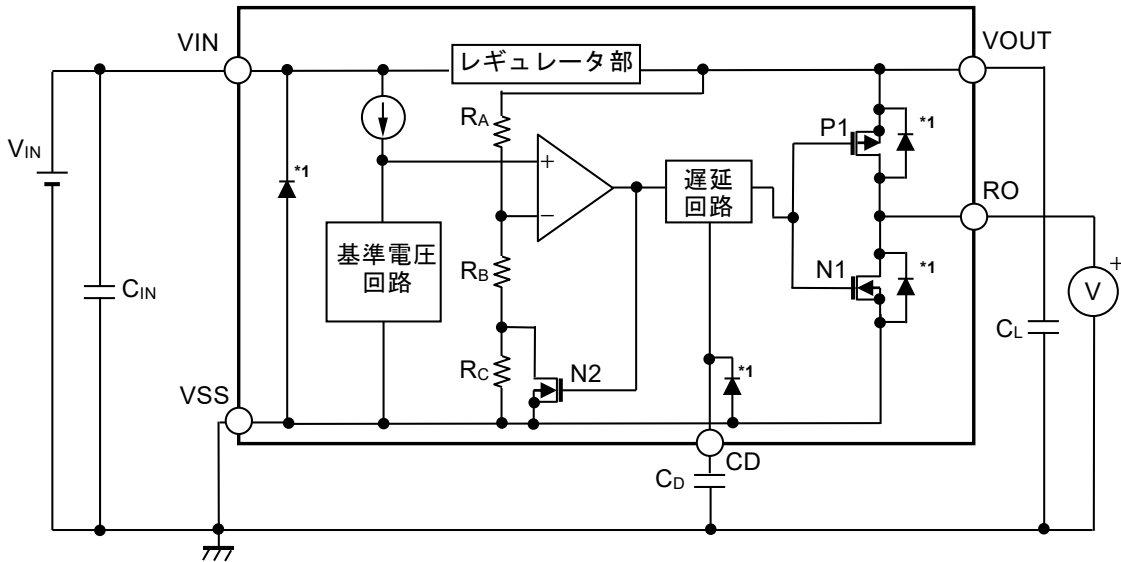 VIN
レギュレータ部
VOUT
RA
P1
*1
VIN
*1
+
−
遅延
回路
RO
基準電圧
回路
RB
N1
*1
+
V
CIN
CL
RC
N2
*1
VSS
CD
CD